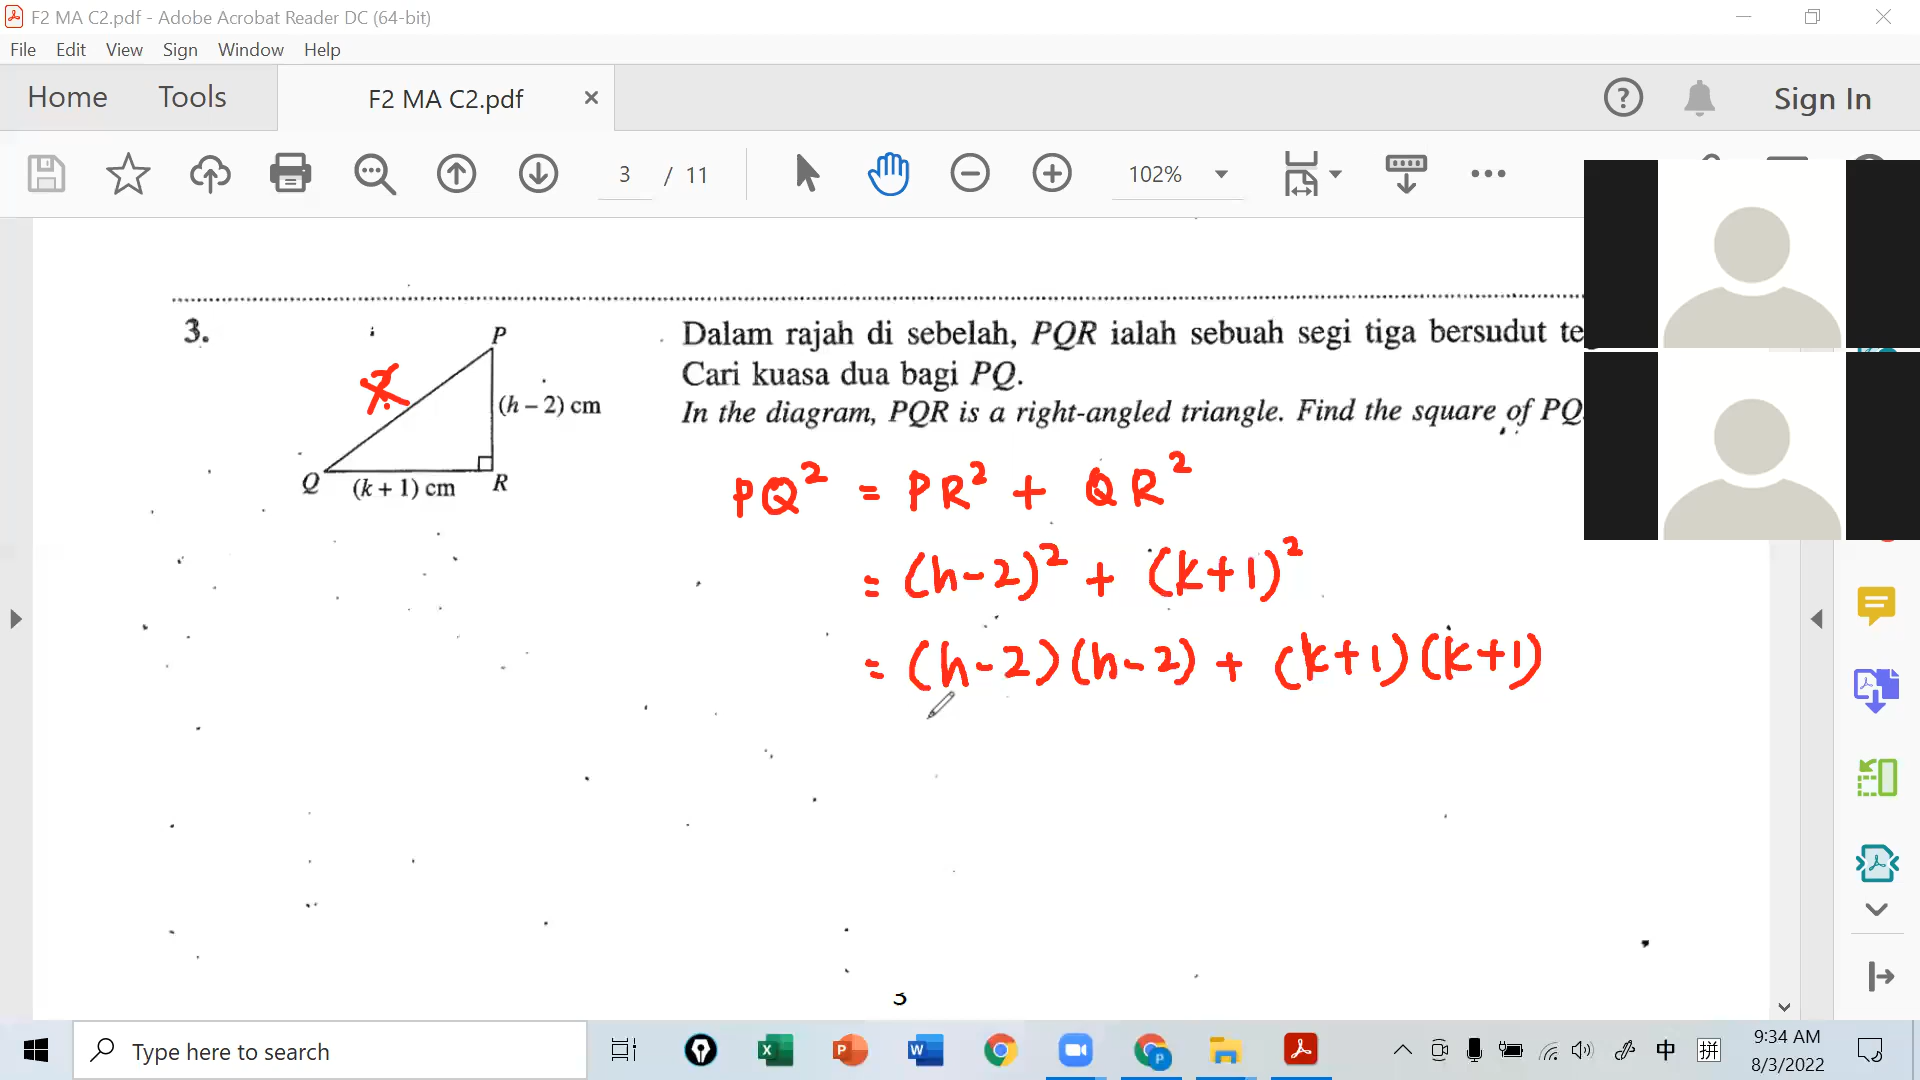 F2 MA C2.pdf - Adobe Acrobat Reader DC (64-bit)
File Edit View Sign Window Help
Home Tools F2 MA C2.pdf Sign In
3 / 11 102%
3.
P
(h – 2) cm
Q (k + 1) cm R
Dalam rajah di sebelah, PQR ialah sebuah segi tiga bersudut te
Cari kuasa dua bagi PQ.
In the diagram, PQR is a right-angled triangle. Find the square of PQ
PQ² = PR² + QR²
= (h-2)² + (k+1)²
= (h-2)(h-2) + (k+1)(k+1)
3
Type here to search
中 拼
9:34 AM
8/3/2022